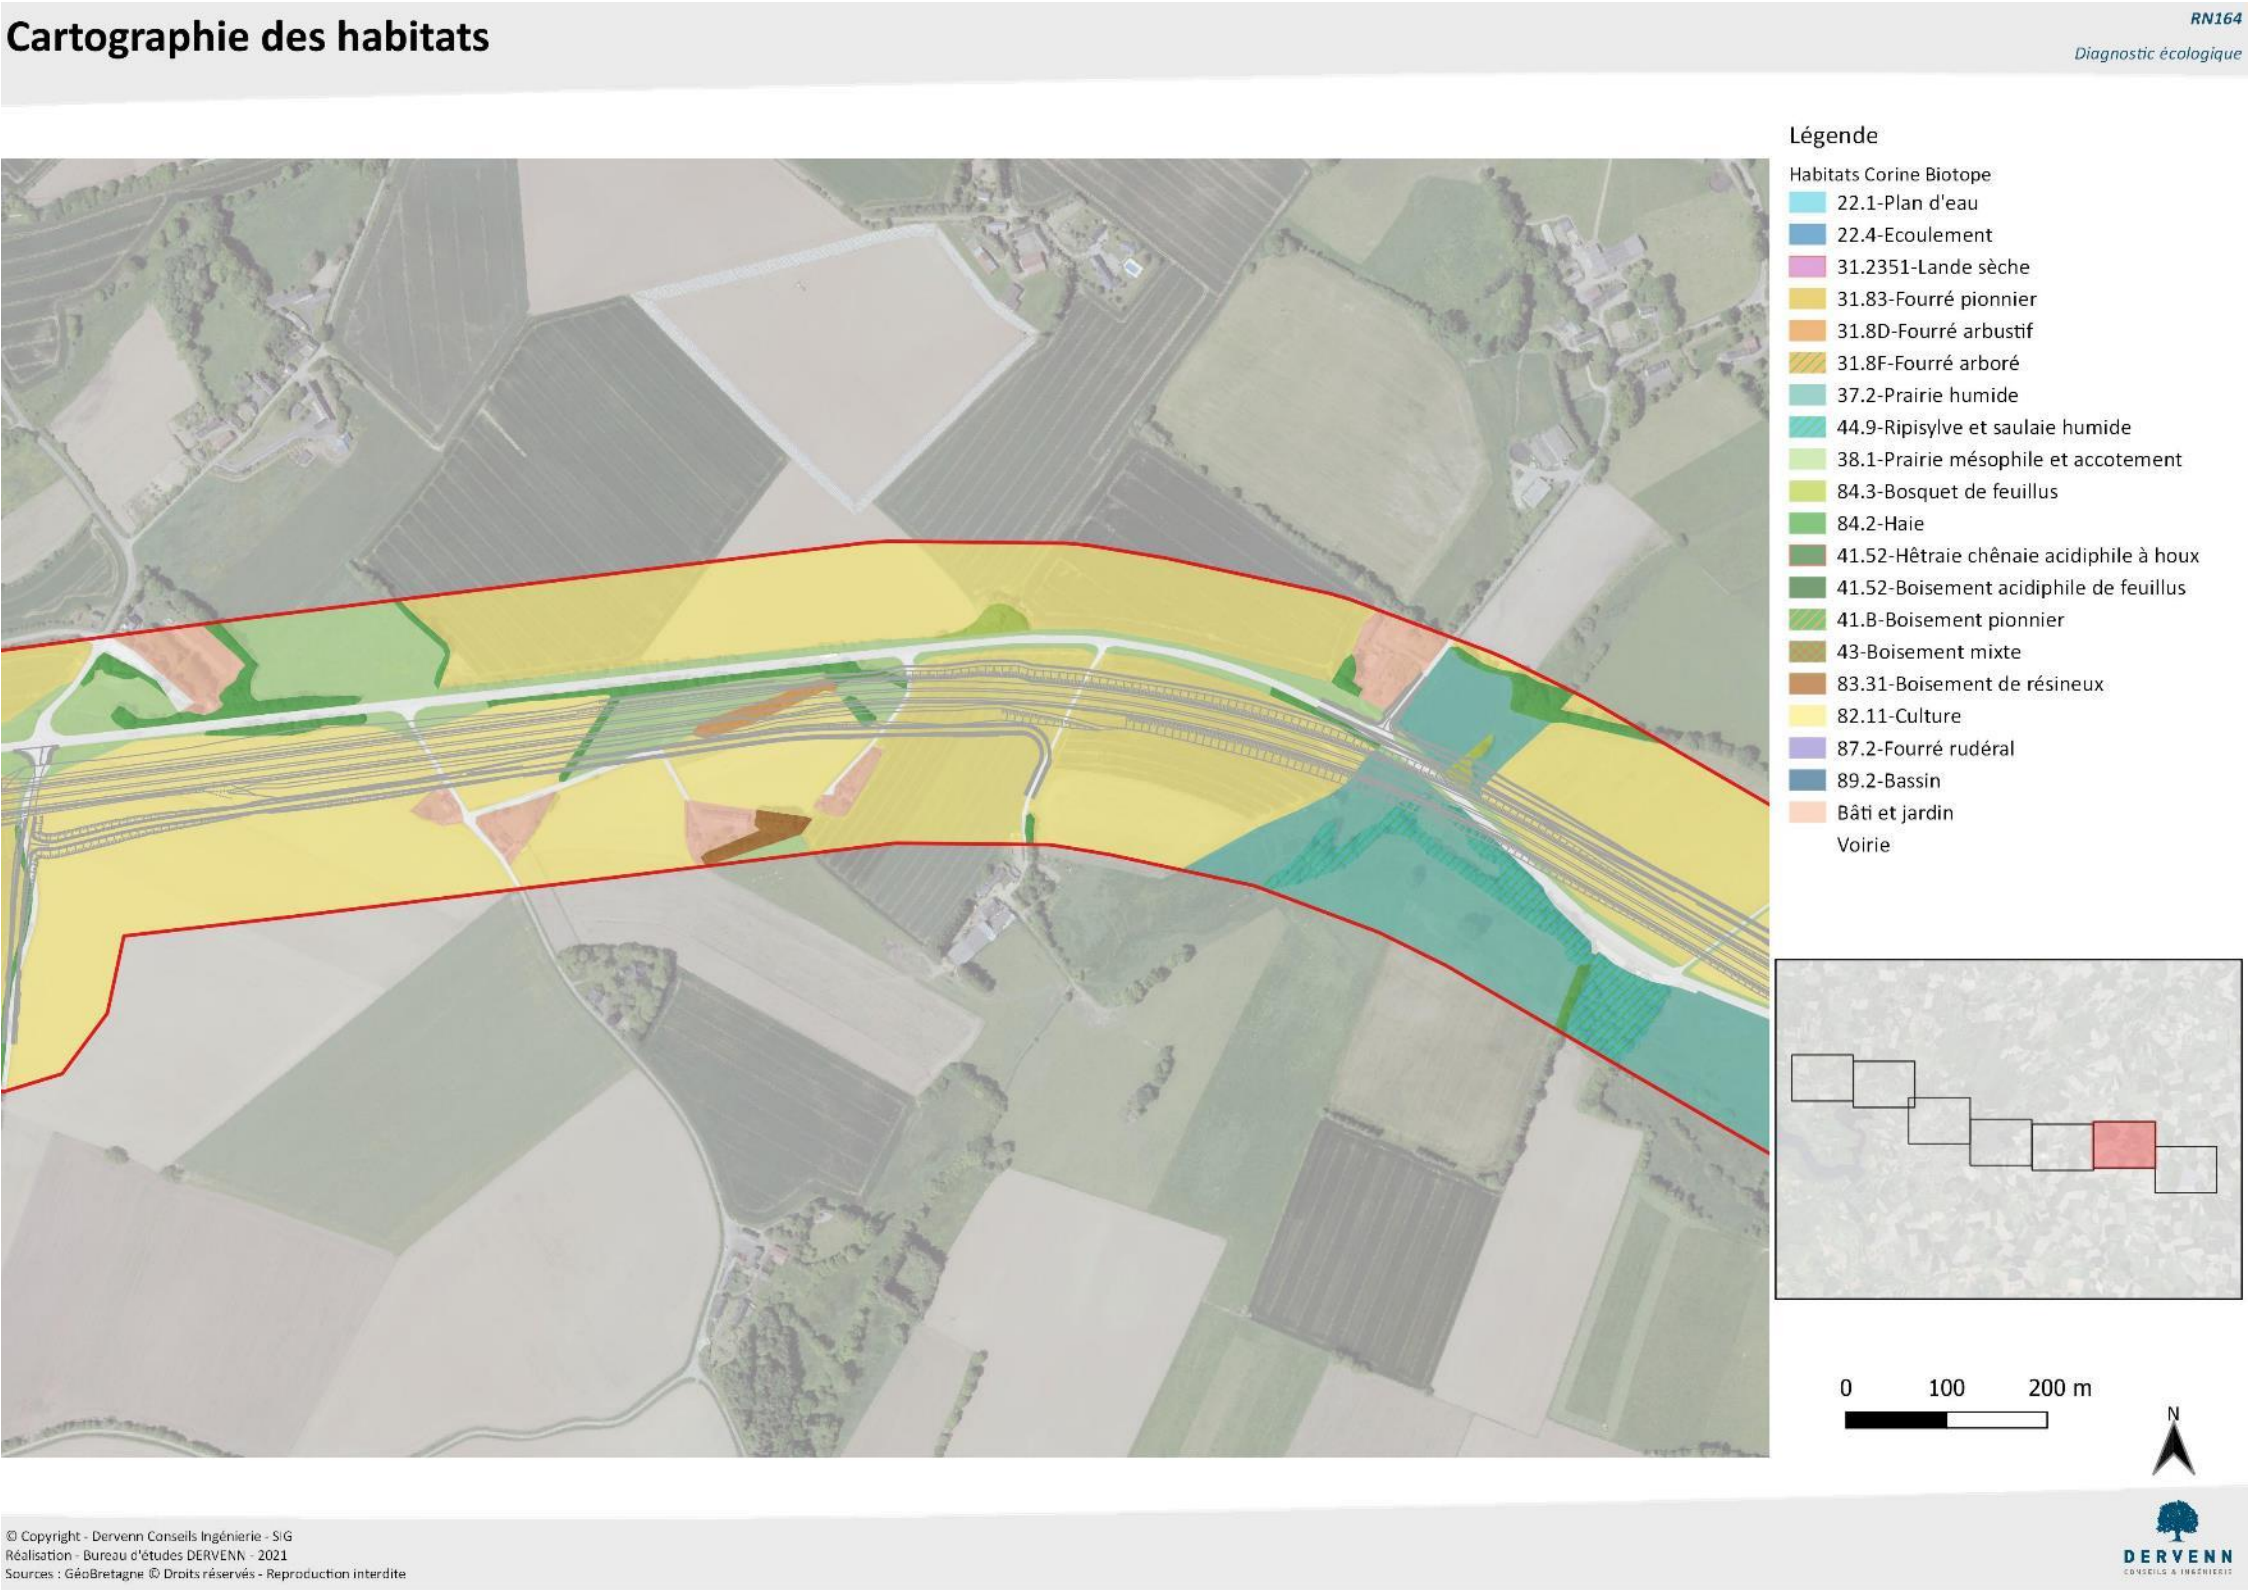 Cartographie des habitats
RN164
Diagnostic écologique
Légende
Habitats Corine Biotope
22.1-Plan d'eau
22.4-Ecoulement
31.2351-Lande sèche
31.83-Fourré pionnier
31.8D-Fourré arbustif
31.8F-Fourré arboré
37.2-Prairie humide
44.9-Ripisylve et saulaie humide
38.1-Prairie mésophile et accotement
84.3-Bosquet de feuillus
84.2-Haie
41.52-Hêtraie chênaie acidiphile à houx
41.52-Boisement acidiphile de feuillus
41.B-Boisement pionnier
43-Boisement mixte
83.31-Boisement de résineux
82.11-Culture
87.2-Fourré rudéral
89.2-Bassin
Bâti et jardin
Voirie
0 100 200 m
N
© Copyright - Dervenn Conseils Ingénierie - SIG
Réalisation - Bureau d'études DERVENN - 2021
Sources : GéoBretagne © Droits réservés - Reproduction interdite
DERVENN
CONSEILS & INGÉNIERIE